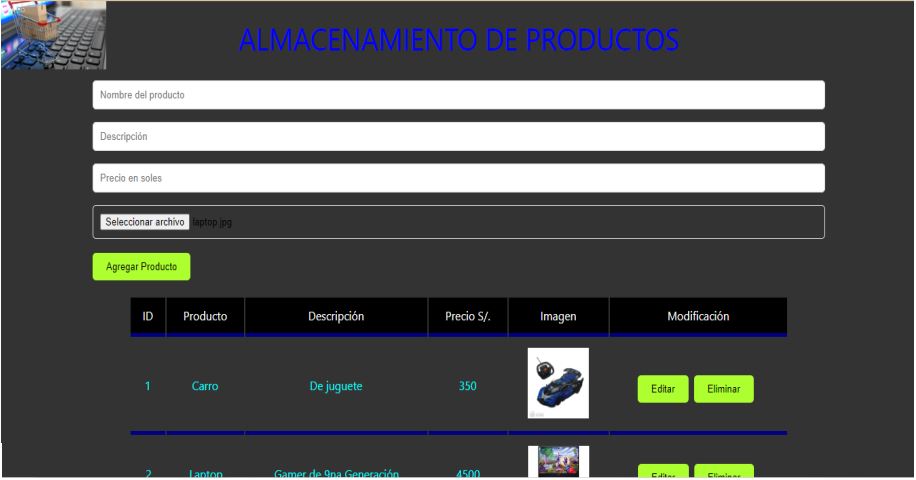 ALMACENAMIENTO DE PRODUCTOS
Nombre del producto
Descripción
Precio en soles
Seleccionar archivo laptop.jpg
Agregar Producto
ID Producto Descripción Precio S/. Imagen Modificación
1 Carro De juguete 350 Editar Eliminar
2 Laptop Gamer de 9na Generación 4500 Editar Eliminar